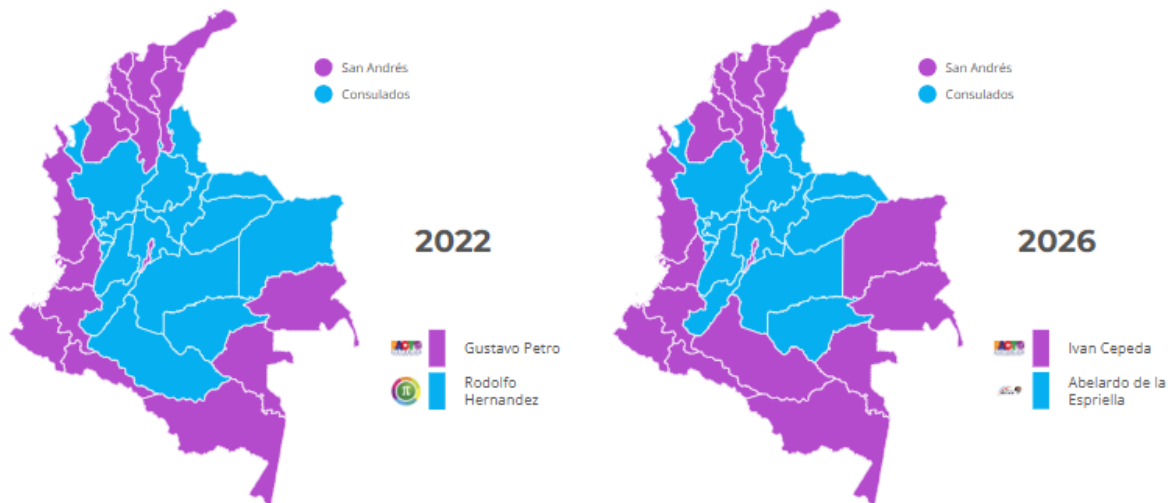 San Andrés
Consulados
2022
Gustavo Petro
Rodolfo
Hernandez
San Andrés
Consulados
2026
Ivan Cepeda
Abelardo de la
Espriella